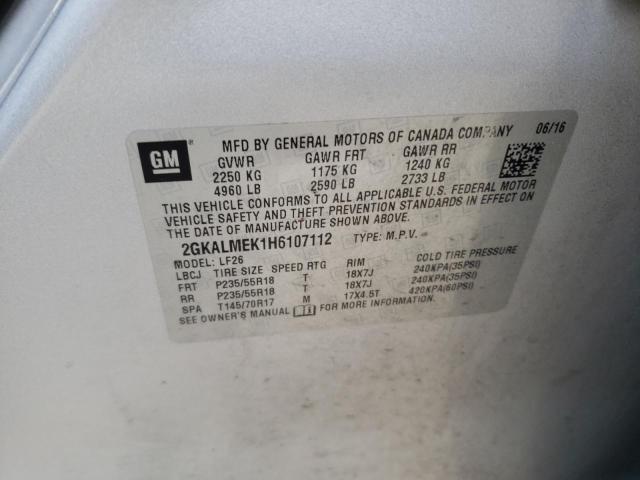 GM
MFD BY GENERAL MOTORS OF CANADA COMPANY 06/16
GVWR GAWR FRT GAWR RR
2250 KG 1175 KG 1240 KG
4960 LB 2590 LB 2733 LB
THIS VEHICLE CONFORMS TO ALL APPLICABLE U.S. FEDERAL MOTOR
VEHICLE SAFETY AND THEFT PREVENTION STANDARDS IN EFFECT ON
THE DATE OF MANUFACTURE SHOWN ABOVE.
2GKALMEK1H6107112 TYPE: M.P.V.
MODEL: LF26
LBCJ TIRE SIZE SPEED RTG RIM COLD TIRE PRESSURE
FRT P235/55R18 T 18X7J 240KPA(35PSI)
RR P235/55R18 T 18X7J 240KPA(35PSI)
SPA T145/70R17 M 17X4.5T 420KPA(60PSI)
SEE OWNER'S MANUAL FOR MORE INFORMATION.